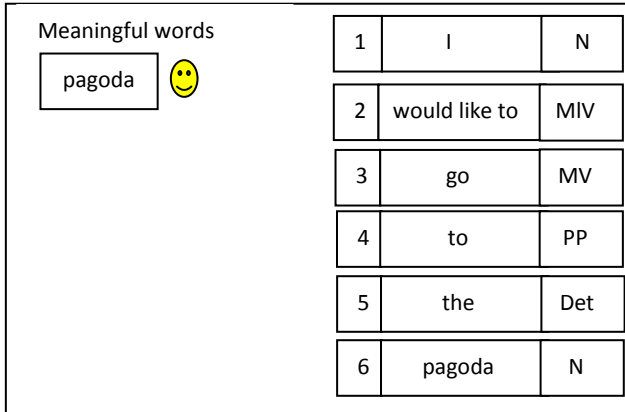 Meaningful words
pagoda
1 I N
2 would like to MlV
3 go MV
4 to PP
5 the Det
6 pagoda N